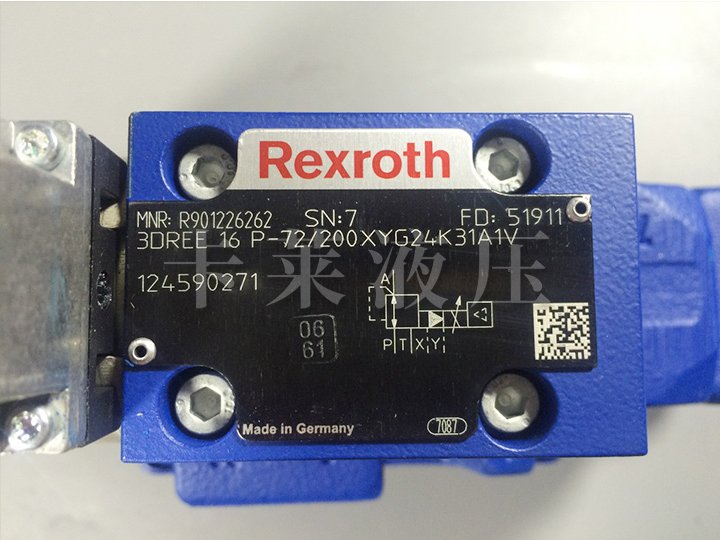 Rexroth
MNR: R901226262 SN:7 FD: 51911
3DREE 16 P-72/200XYG24K31A1V
124590271
卡莱液压
A
06
61
P T X Y
Made in Germany
7087